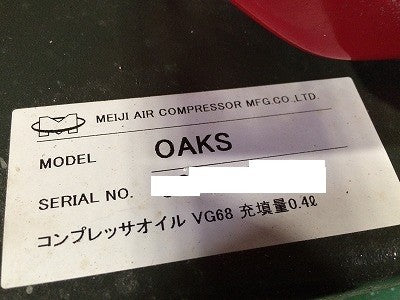 MEIJI AIR COMPRESSOR MFG.CO.,LTD.
MODEL OAKS
SERIAL NO.
コンプレッサオイル VG68 充填量0.4ℓ